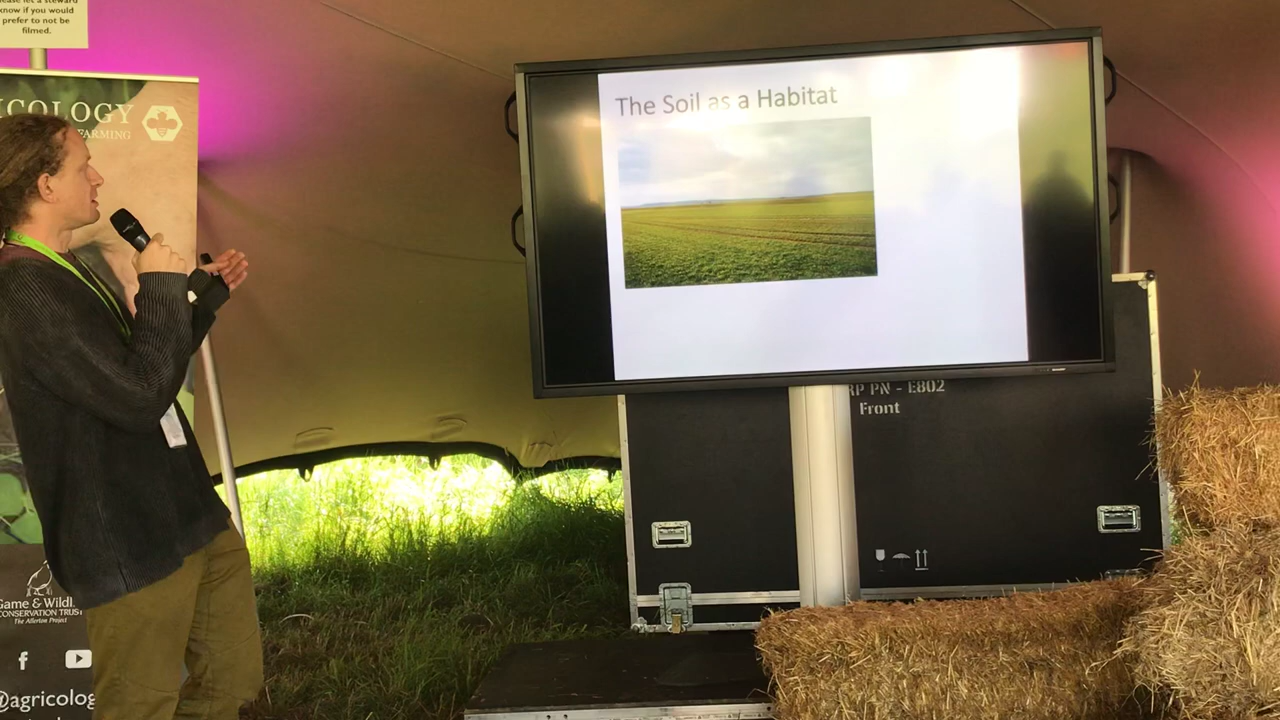 know if you would
prefer to not be
filmed.
ICOLOGY
FARMING
The Soil as a Habitat
RP PN - E802
Front
Game & Wildl
CONSERVATION TRUST
The Allerton Project
@agricolog